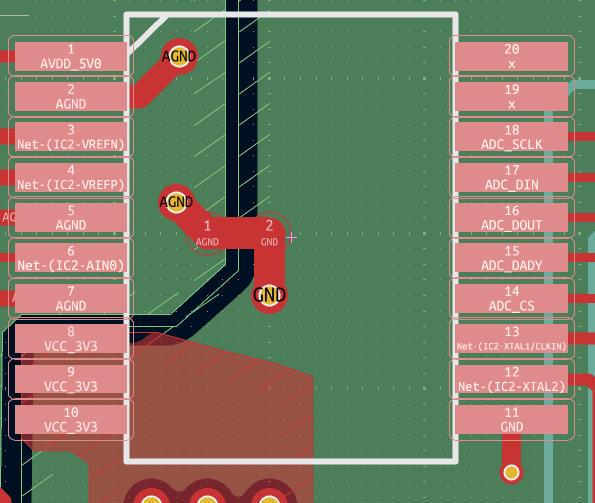 1
AVDD_5V0
2
AGND
3
Net-(IC2-VREFN)
4
Net-(IC2-VREFP)
5
AGND
6
Net-(IC2-AIN0)
7
AGND
8
VCC_3V3
9
VCC_3V3
10
VCC_3V3
AGND
AGND
1
AGND
2
GND
GND
20
x
19
x
18
ADC_SCLK
17
ADC_DIN
16
ADC_DOUT
15
ADC_DADY
14
ADC_CS
13
Net-(IC2-XTAL1/CLKIN)
12
Net-(IC2-XTAL2)
11
GND